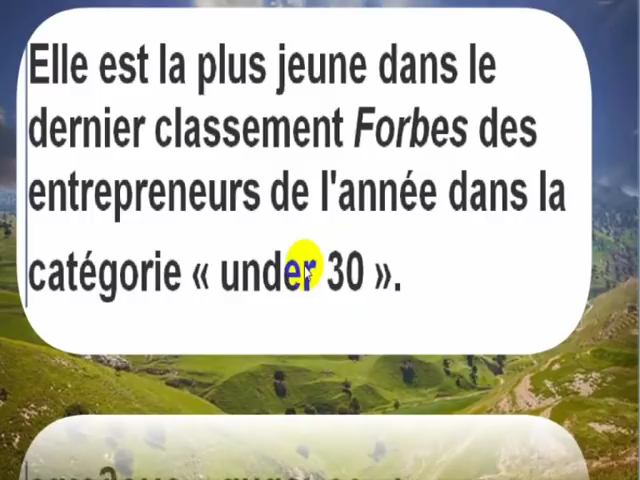 Elle est la plus jeune dans le
dernier classement Forbes des
entrepreneurs de l'année dans la
catégorie « under 30 ».